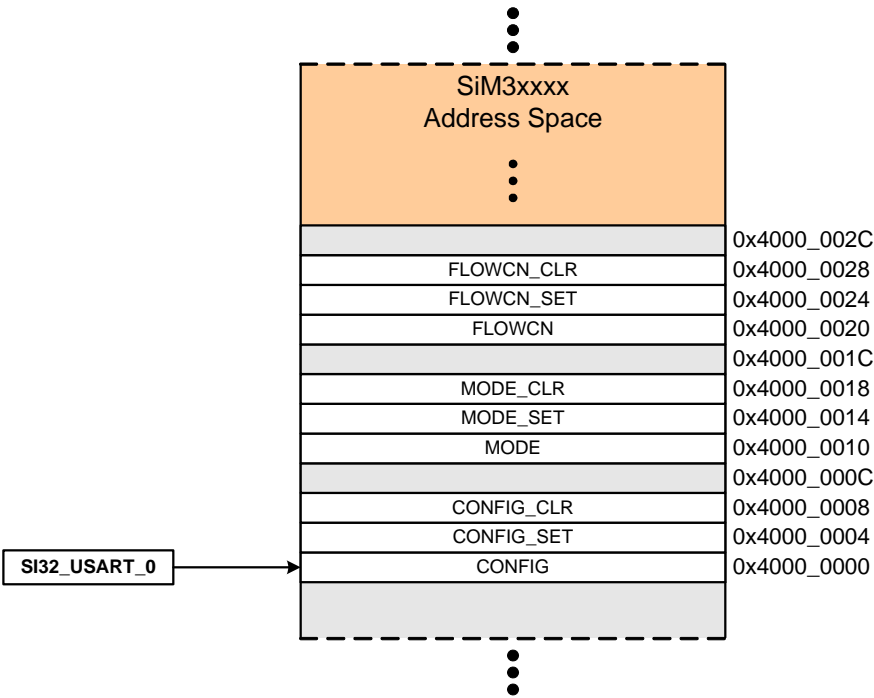 SiM3xxxx
Address Space
0x4000_002C
FLOWCN_CLR 0x4000_0028
FLOWCN_SET 0x4000_0024
FLOWCN 0x4000_0020
0x4000_001C
MODE_CLR 0x4000_0018
MODE_SET 0x4000_0014
MODE 0x4000_0010
0x4000_000C
CONFIG_CLR 0x4000_0008
CONFIG_SET 0x4000_0004
SI32_USART_0 CONFIG 0x4000_0000